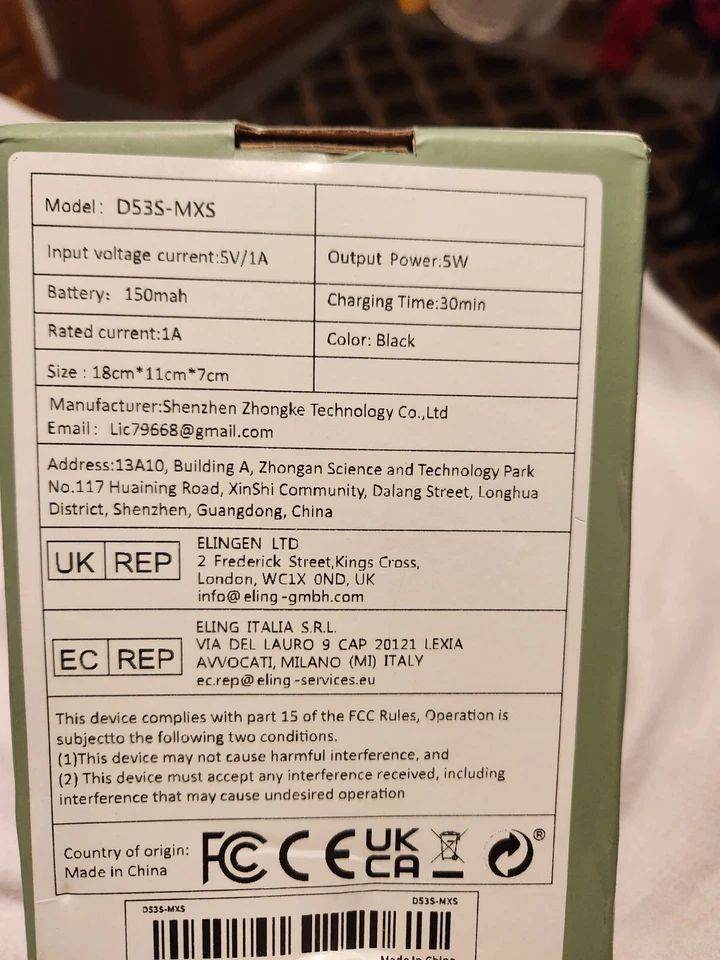 Model: D53S-MXS
Input voltage current:5V/1A
Output Power:5W
Battery: 150mah
Charging Time:30min
Rated current:1A
Color: Black
Size : 18cm*11cm*7cm
Manufacturer:Shenzhen Zhongke Technology Co.,Ltd
Email: Lic79668@gmail.com
Address:13A10, Building A, Zhongan Science and Technology Park
No.117 Huaining Road, XinShi Community, Dalang Street, Longhua
District, Shenzhen, Guangdong, China
UK REP
ELINGEN LTD
2 Frederick Street,Kings Cross,
London, WC1X 0ND, UK
info@eling-gmbh.com
EC REP
ELING ITALIA S.R.L.
VIA DEL LAURO 9 CAP 20121 LEXIA
AVVOCATI, MILANO (MI) ITALY
ec.rep@eling-services.eu
This device complies with part 15 of the FCC Rules, Operation is
subjectto the following two conditions.
(1)This device may not cause harmful interference, and
(2) This device must accept any interference received, including
interference that may cause undesired operation
Country of origin:
Made in China
FC CE UK
CA ®
D53S-MXS
D53S-MXS
Made In China